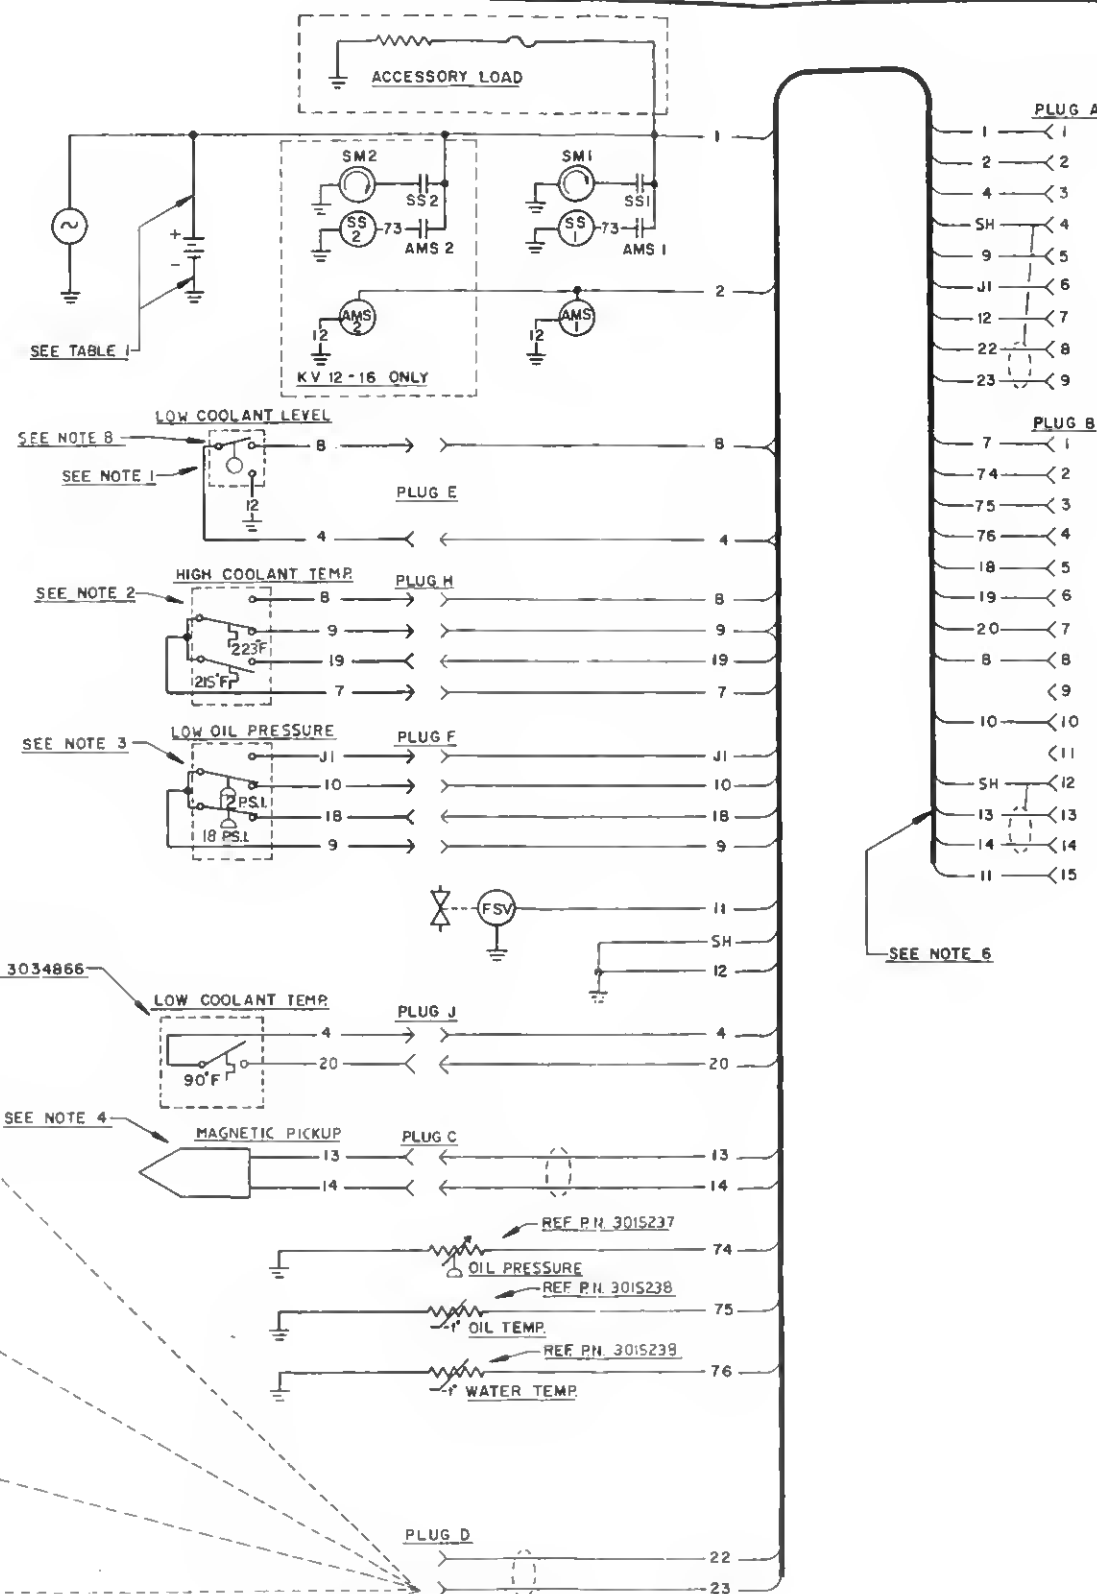 ACCESSORY LOAD
PLUG A
1
1 1
2 2
4 3
SH 4
9 5
J1 6
12 7
22 8
23 9
SM2
SS2
SS 2
73
AMS 2
SM1
SS1
SS 1
73
AMS 1
+
-
2
AMS 2
12
AMS 1
12
SEE TABLE 1
KV 12-16 ONLY
PLUG B
7 1
74 2
75 3
76 4
18 5
19 6
20 7
8 8
9
10 10
11
SH 12
13 13
14 14
11 15
LOW COOLANT LEVEL
SEE NOTE 8
8 8
SEE NOTE 1
12
PLUG E
4 4
HIGH COOLANT TEMP.
PLUG H
SEE NOTE 2
8 8
9 9
223°F
19 19
215°F
7 7
LOW OIL PRESSURE
PLUG F
SEE NOTE 3
J1 J1
10 10
12 P.S.I.
18 18
18 P.S.I.
9 9
FSV
11
SH
12
SEE NOTE 6
3034866
LOW COOLANT TEMP.
PLUG J
4 4
20 20
90°F
SEE NOTE 4
MAGNETIC PICKUP
PLUG C
13 13
14 14
REF. P.N. 3015237
74
OIL PRESSURE
REF. P.N. 3015238
75
-t° OIL TEMP.
REF. P.N. 3015238
76
-t° WATER TEMP.
PLUG D
22
23